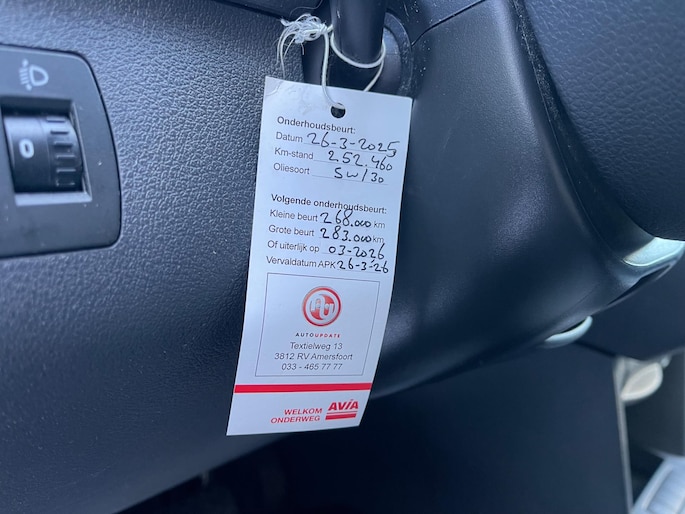 0
Onderhoudsbeurt:
Datum 26-3-2025
Km-stand 252.460
Oliesoort 5w/30
Volgende onderhoudsbeurt:
Kleine beurt 268.000 km
Grote beurt 283.000 km
Of uiterlijk op 03-2026
Vervaldatum APK 26-3-26
AUTOUPDATE
Textielweg 13
3812 RV Amersfoort
033 - 465 77 77
WELKOM
ONDERWEG
AVIA